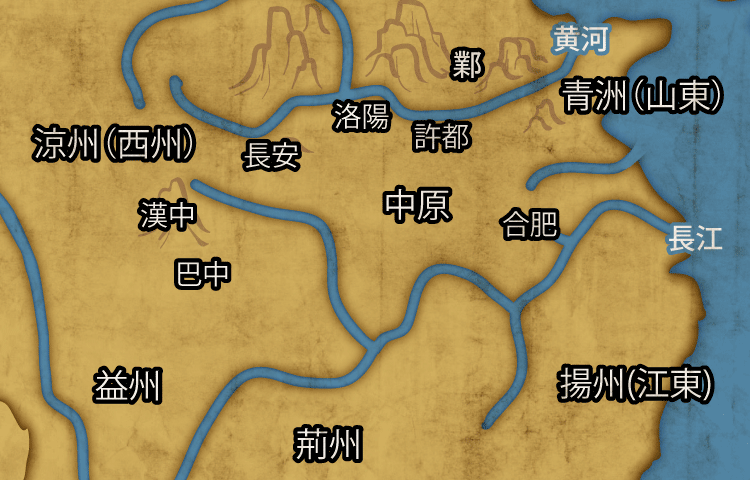 黄河
鄴
青洲(山東)
洛陽
許都
涼州(西州)
長安
中原
漢中
合肥
長江
巴中
益州
揚州(江東)
荊州